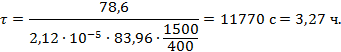 τ = 78,6 / (2,12·10⁻⁵·83,96·1500/400) = 11770 с = 3,27 ч.